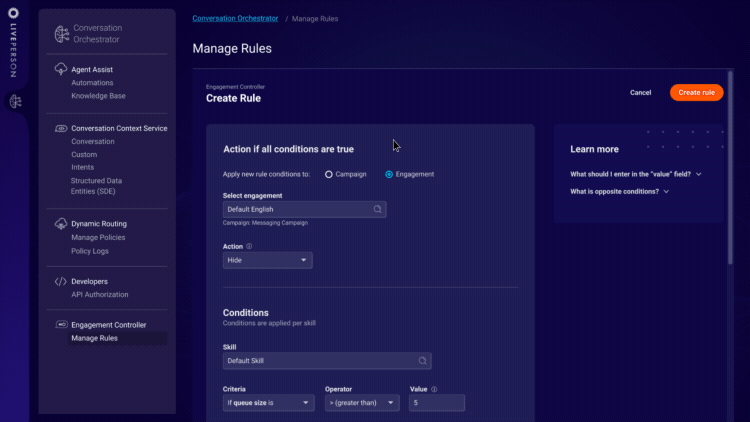 LIVEPERSON
Conversation
Orchestrator
Agent Assist
Automations
Knowledge Base
Conversation Context Service
Conversation
Custom
Intents
Structured Data
Entities (SDE)
Dynamic Routing
Manage Policies
Policy Logs
Developers
API Authorization
Engagement Controller
Manage Rules
Conversation Orchestrator / Manage Rules
Manage Rules
Engagement Controller
Create Rule
Cancel
Create rule
Action if all conditions are true
Apply new rule conditions to: Campaign Engagement
Select engagement
Default English
Campaign: Messaging Campaign
Action
Hide
Conditions
Conditions are applied per skill
Skill
Default Skill
Criteria Operator Value
If queue size is > (greater than) 5
Learn more
What should I enter in the "value" field?
What is opposite conditions?